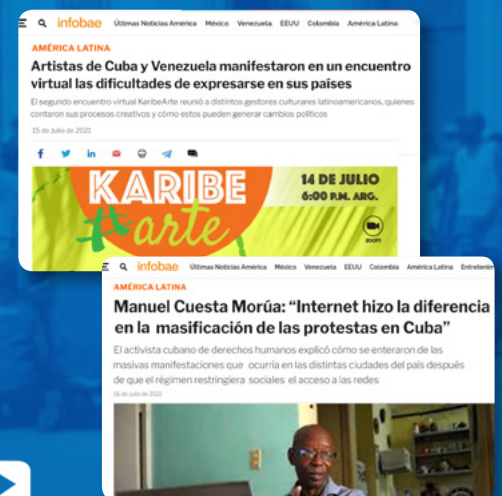 infobae Últimas Noticias América México Venezuela EEUU Colombia América Latina
AMÉRICA LATINA
Artistas de Cuba y Venezuela manifestaron en un encuentro
virtual las dificultades de expresarse en sus países
El segundo encuentro virtual KaribeArte reunió a distintos gestores culturares latinoamericanos, quienes
contaron sus procesos creativos y cómo estos pueden generar cambios políticos
15 de Julio de 2021
KARIBE
#arte
14 DE JULIO
6:00 P.M. ARG.
zoom
infobae Últimas Noticias América México Venezuela EEUU Colombia América Latina Entretenim
AMÉRICA LATINA
Manuel Cuesta Morúa: “Internet hizo la diferencia
en la masificación de las protestas en Cuba”
El activista cubano de derechos humanos explicó cómo se enteraron de las
masivas manifestaciones que ocurría en las distintas ciudades del país después
de que el régimen restringiera sociales el acceso a las redes
16 de Julio de 2021